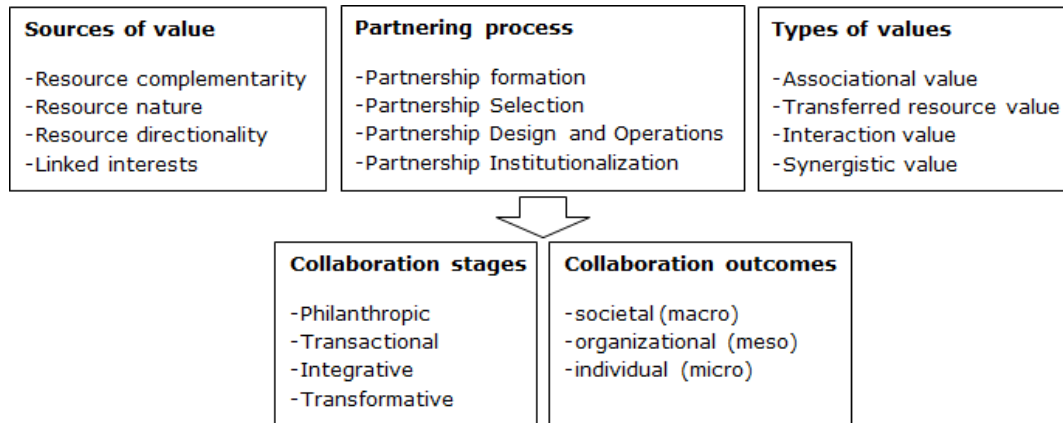 Sources of value
-Resource complementarity
-Resource nature
-Resource directionality
-Linked interests
Partnering process
-Partnership formation
-Partnership Selection
-Partnership Design and Operations
-Partnership Institutionalization
Types of values
-Associational value
-Transferred resource value
-Interaction value
-Synergistic value
Collaboration stages
-Philanthropic
-Transactional
-Integrative
-Transformative
Collaboration outcomes
-societal (macro)
-organizational (meso)
-individual (micro)